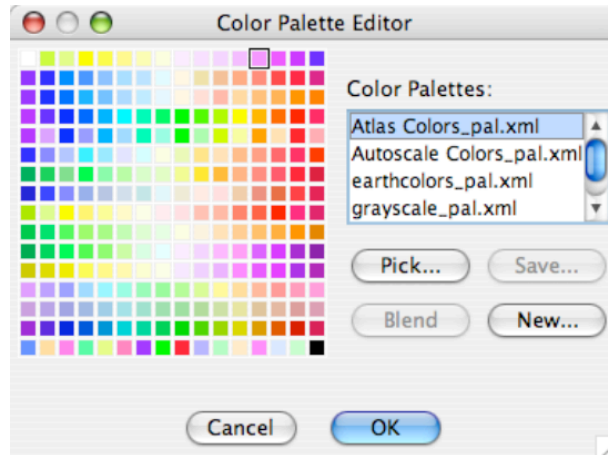 Color Palette Editor
Color Palettes:
Atlas Colors_pal.xml
Autoscale Colors_pal.xml
earthcolors_pal.xml
grayscale_pal.xml
Pick... Save...
Blend New...
Cancel OK